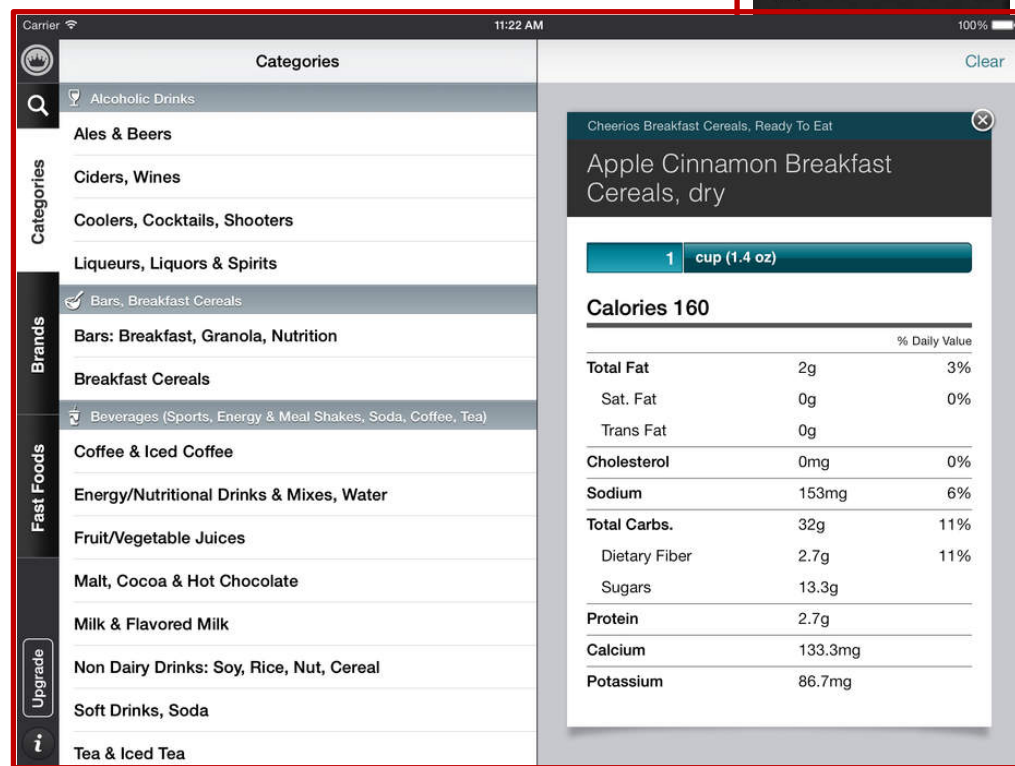 Carrier
11:22 AM
100%
Categories
Clear
Categories
Brands
Fast Foods
Upgrade
i
Alcoholic Drinks
Ales & Beers
Ciders, Wines
Coolers, Cocktails, Shooters
Liqueurs, Liquors & Spirits
Bars, Breakfast Cereals
Bars: Breakfast, Granola, Nutrition
Breakfast Cereals
Beverages (Sports, Energy & Meal Shakes, Soda, Coffee, Tea)
Coffee & Iced Coffee
Energy/Nutritional Drinks & Mixes, Water
Fruit/Vegetable Juices
Malt, Cocoa & Hot Chocolate
Milk & Flavored Milk
Non Dairy Drinks: Soy, Rice, Nut, Cereal
Soft Drinks, Soda
Tea & Iced Tea
Cheerios Breakfast Cereals, Ready To Eat
Apple Cinnamon Breakfast
Cereals, dry
1 cup (1.4 oz)
Calories 160
% Daily Value
Total Fat 2g 3%
Sat. Fat 0g 0%
Trans Fat 0g
Cholesterol 0mg 0%
Sodium 153mg 6%
Total Carbs. 32g 11%
Dietary Fiber 2.7g 11%
Sugars 13.3g
Protein 2.7g
Calcium 133.3mg
Potassium 86.7mg